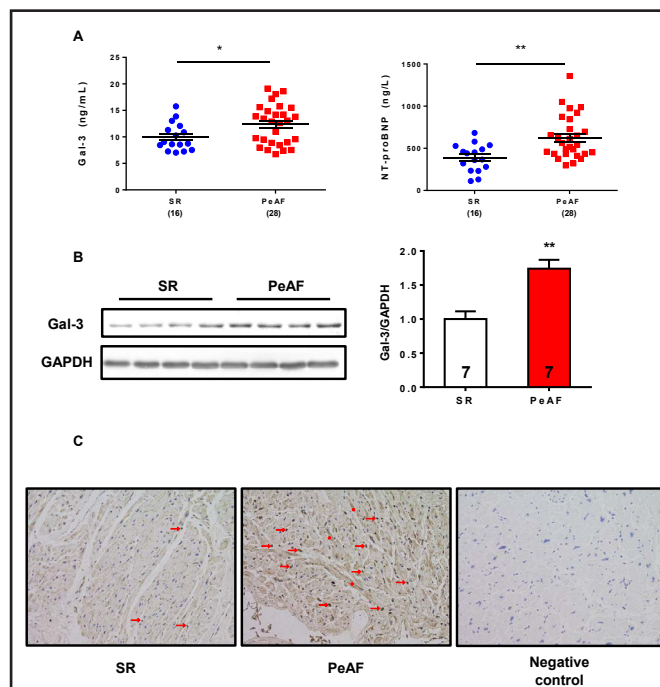 A
*
**
Gal-3 (ng/mL)
25
20
15
10
5
0
SR
(16)
PeAF
(28)
NT-proBNP (ng/L)
1500
1000
500
0
SR
(16)
PeAF
(28)
B
SR
PeAF
Gal-3
GAPDH
Gal-3/GAPDH
2.0
1.5
1.0
0.5
0.0
**
7
7
SR
PeAF
C
SR
PeAF
Negative
control